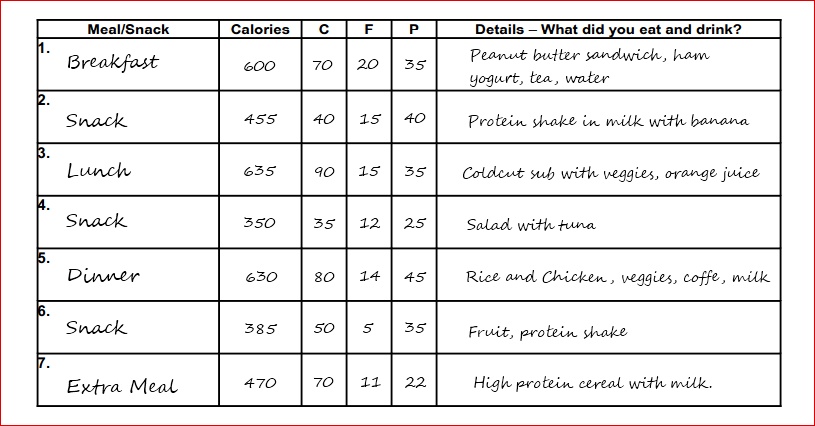 Meal/Snack Calories C F P Details – What did you eat and drink?
1. Breakfast 600 70 20 35 Peanut butter sandwich, ham
yogurt, tea, water
2. Snack 455 40 15 40 Protein shake in milk with banana
3. Lunch 635 90 15 35 Coldcut sub with veggies, orange juice
4. Snack 350 35 12 25 Salad with tuna
5. Dinner 630 80 14 45 Rice and Chicken, veggies, coffe, milk
6. Snack 385 50 5 35 Fruit, protein shake
7. Extra Meal 470 70 11 22 High protein cereal with milk.